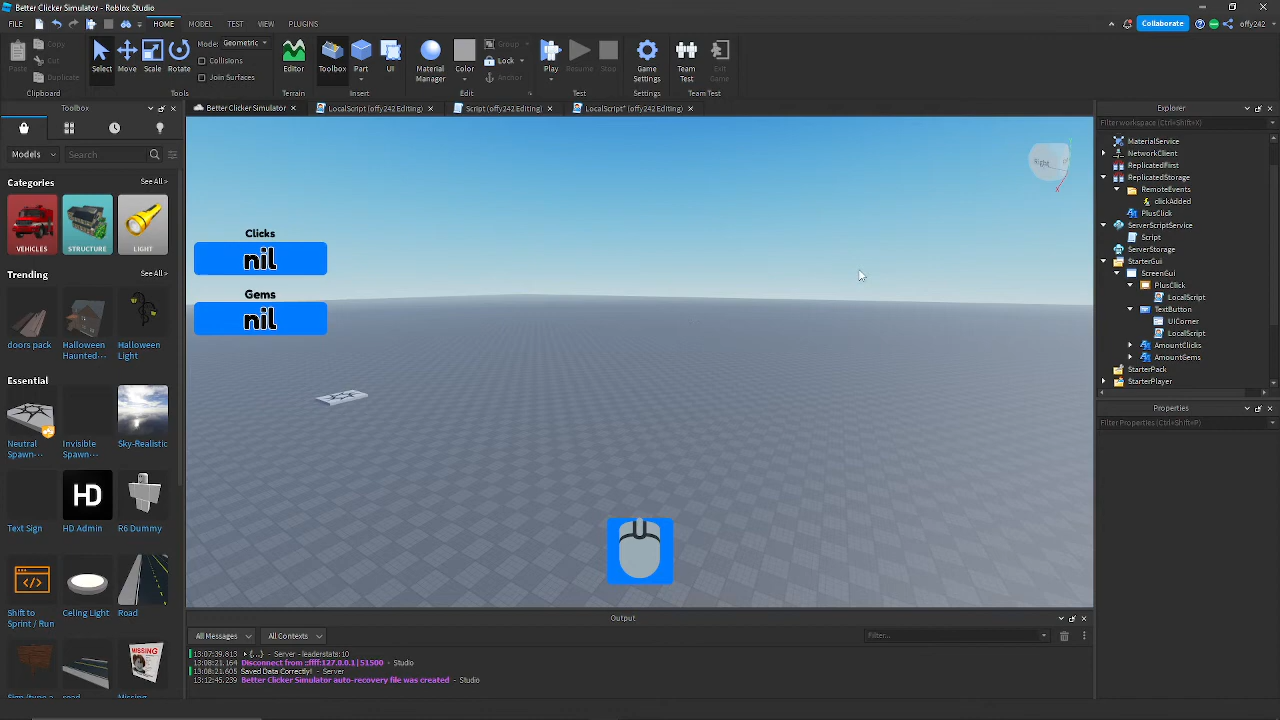 Better Clicker Simulator - Roblox Studio
FILE
HOME MODEL TEST VIEW PLUGINS
Collaborate
offy242
Paste
Copy
Cut
Duplicate
Clipboard
Select
Move
Scale
Rotate
Mode: Geometric
Collisions
Join Surfaces
Tools
Editor
Terrain
Toolbox
Part
UI
Insert
Material Manager
Color
Group
Lock
Anchor
Edit
Play
Resume
Stop
Test
Game Settings
Settings
Team Test
Exit Game
Team Test
Toolbox
Better Clicker Simulator
LocalScript (offy242 Editing)
Script (offy242 Editing)
LocalScript* (offy242 Editing)
Models
Search
Categories
See All>
VEHICLES
STRUCTURE
LIGHT
Trending
See All>
doors pack
Halloween Haunted...
Halloween Light
Essential
See All>
Neutral Spawn...
Invisible Spawn...
Sky-Realistic
Text Sign
HD
HD Admin
R6 Dummy
Shift to Sprint / Run
Celing Light
Road
MISSING
Sign(type a
road
Missing
Clicks
nil
Gems
nil
Right
Explorer
Filter workspace (Ctrl+Shift+X)
MaterialService
NetworkClient
ReplicatedFirst
ReplicatedStorage
RemoteEvents
clickAdded
PlusClick
ServerScriptService
Script
ServerStorage
StarterGui
ScreenGui
PlusClick
LocalScript
TextButton
UICorner
LocalScript
AmountClicks
AmountGems
StarterPack
StarterPlayer
Properties
Filter Properties (Ctrl+Shift+P)
Output
All Messages
All Contexts
Filter...
13:07:39.813 {...} - Server - leaderstats:10
13:08:21.164 Disconnect from ::ffff:127.0.0.1|51500 - Studio
13:08:21.605 Saved Data Correctly! - Server
13:12:45.239 Better Clicker Simulator auto-recovery file was created - Studio